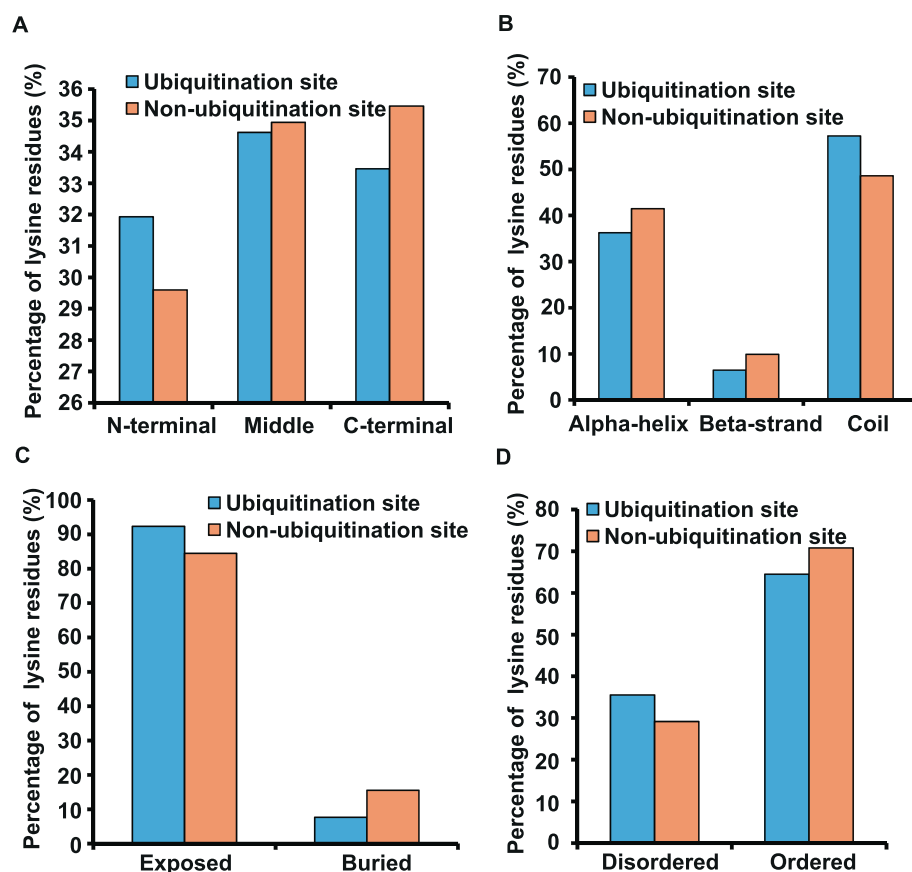 A
Percentage of lysine residues (%)
Ubiquitination site
Non-ubiquitination site
36
35
34
33
32
31
30
29
28
27
26
N-terminal Middle C-terminal
B
Percentage of lysine residues (%)
Ubiquitination site
Non-ubiquitination site
70
60
50
40
30
20
10
0
Alpha-helix Beta-strand Coil
C
Percentage of lysine residues (%)
Ubiquitination site
Non-ubiquitination site
100
90
80
70
60
50
40
30
20
10
0
Exposed Buried
D
Percentage of lysine residues (%)
Ubiquitination site
Non-ubiquitination site
80
70
60
50
40
30
20
10
0
Disordered Ordered